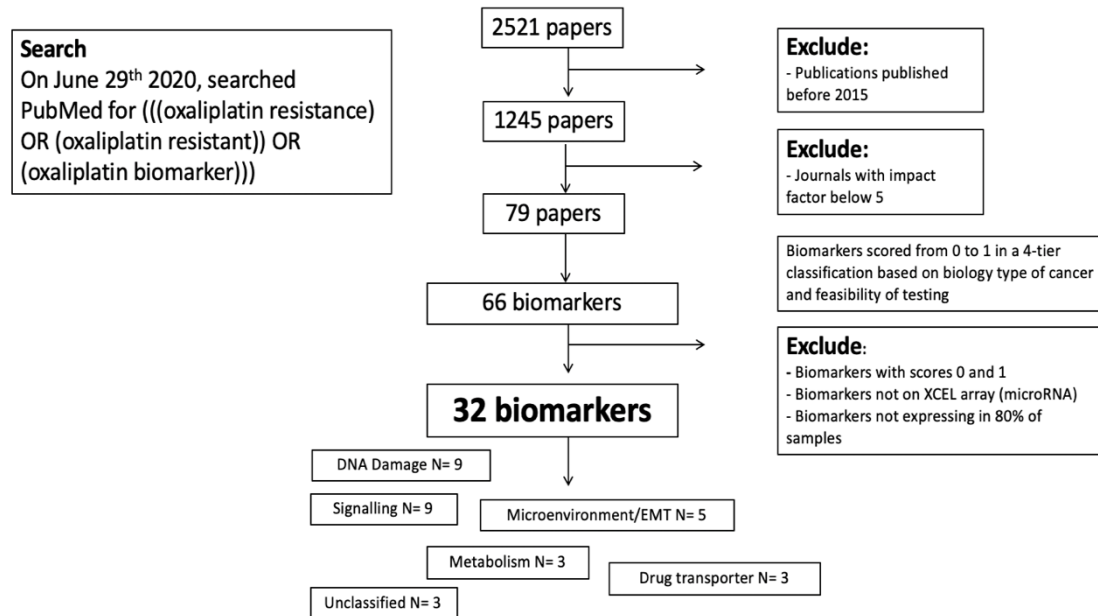 Search
On June 29th 2020, searched
PubMed for (((oxaliplatin resistance)
OR (oxaliplatin resistant)) OR
(oxaliplatin biomarker)))
2521 papers
Exclude:
- Publications published
before 2015
1245 papers
Exclude:
- Journals with impact
factor below 5
79 papers
Biomarkers scored from 0 to 1 in a 4-tier
classification based on biology type of cancer
and feasibility of testing
66 biomarkers
Exclude:
- Biomarkers with scores 0 and 1
- Biomarkers not on XCEL array (microRNA)
- Biomarkers not expressing in 80% of
samples
32 biomarkers
DNA Damage N= 9
Signalling N= 9
Microenvironment/EMT N= 5
Metabolism N= 3
Drug transporter N= 3
Unclassified N= 3